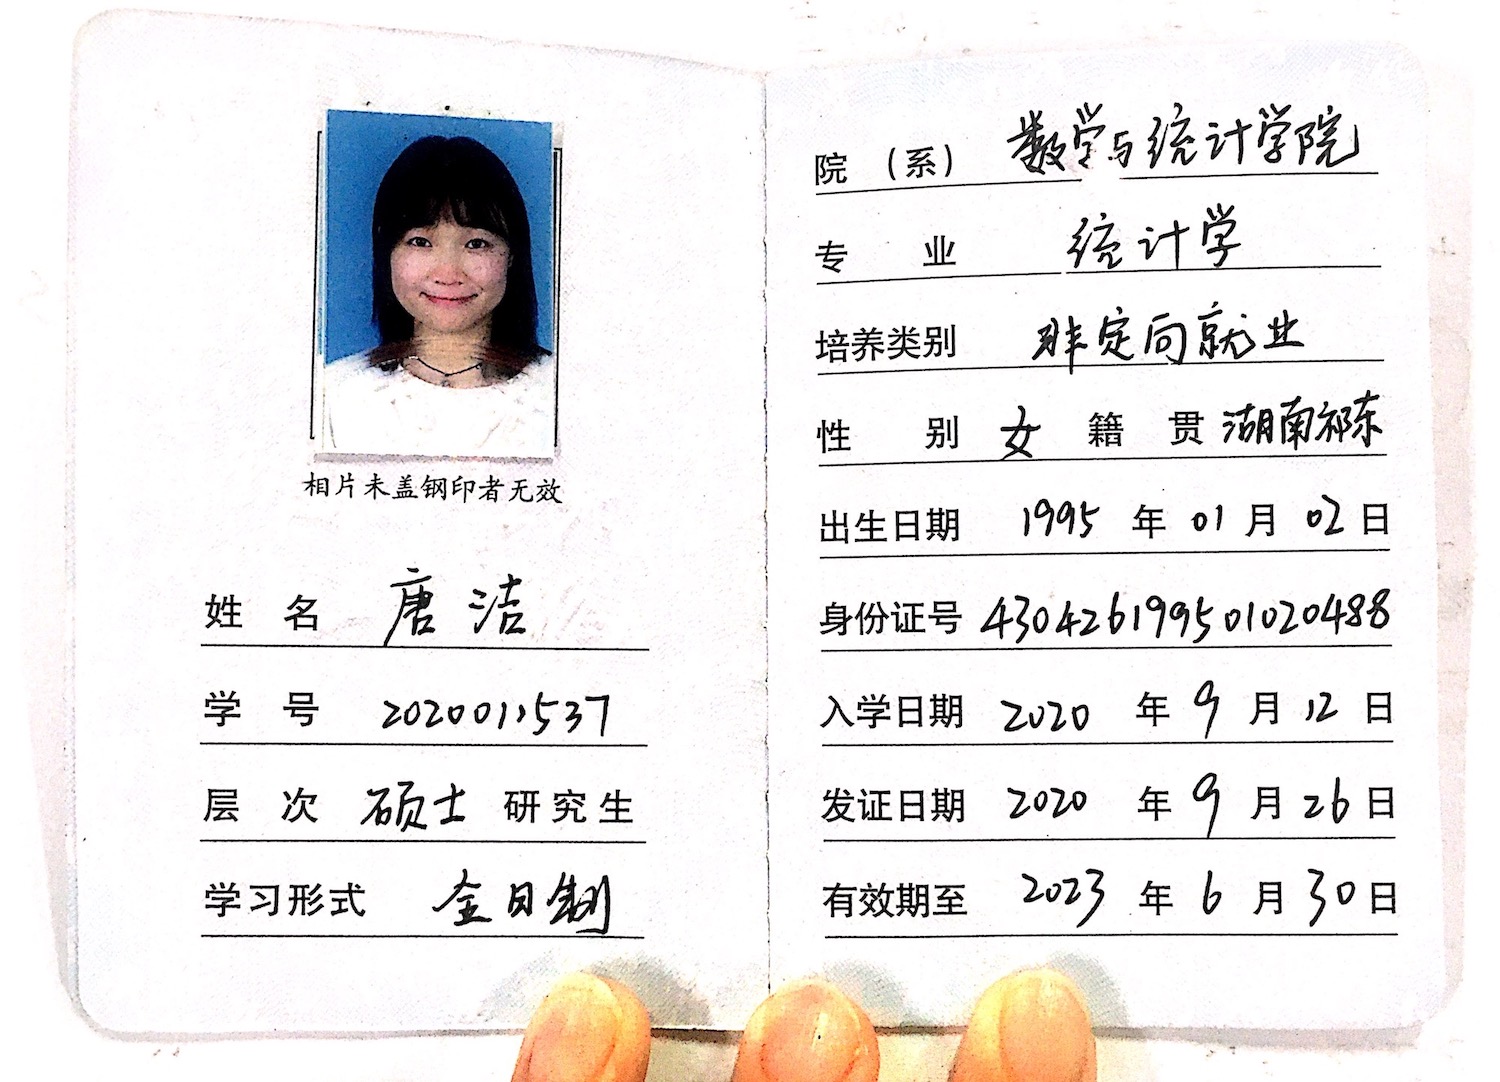 相片未盖钢印者无效
姓 名 唐洁
学 号 2020011537
层 次 硕士 研究生
学习形式 全日制
院（系） 数学与统计学院
专 业 统计学
培养类别 非定向就业
性 别 女 籍 贯 湖南祁东
出生日期 1995 年 01 月 02 日
身份证号 430426199501020488
入学日期 2020 年 9 月 12 日
发证日期 2020 年 9 月 26 日
有效期至 2023 年 6 月 30 日